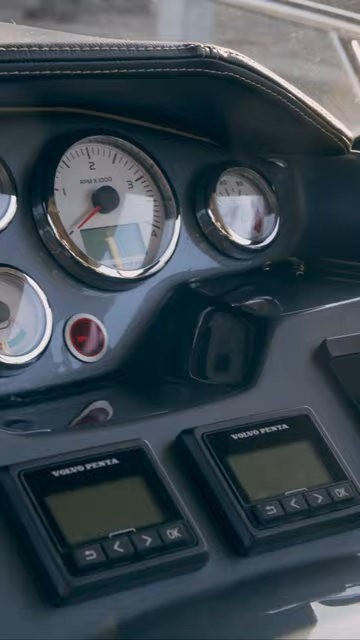 2
RPM X1000
1
3
4
VOLVO PENTA
OK
VOLVO PENTA
OK